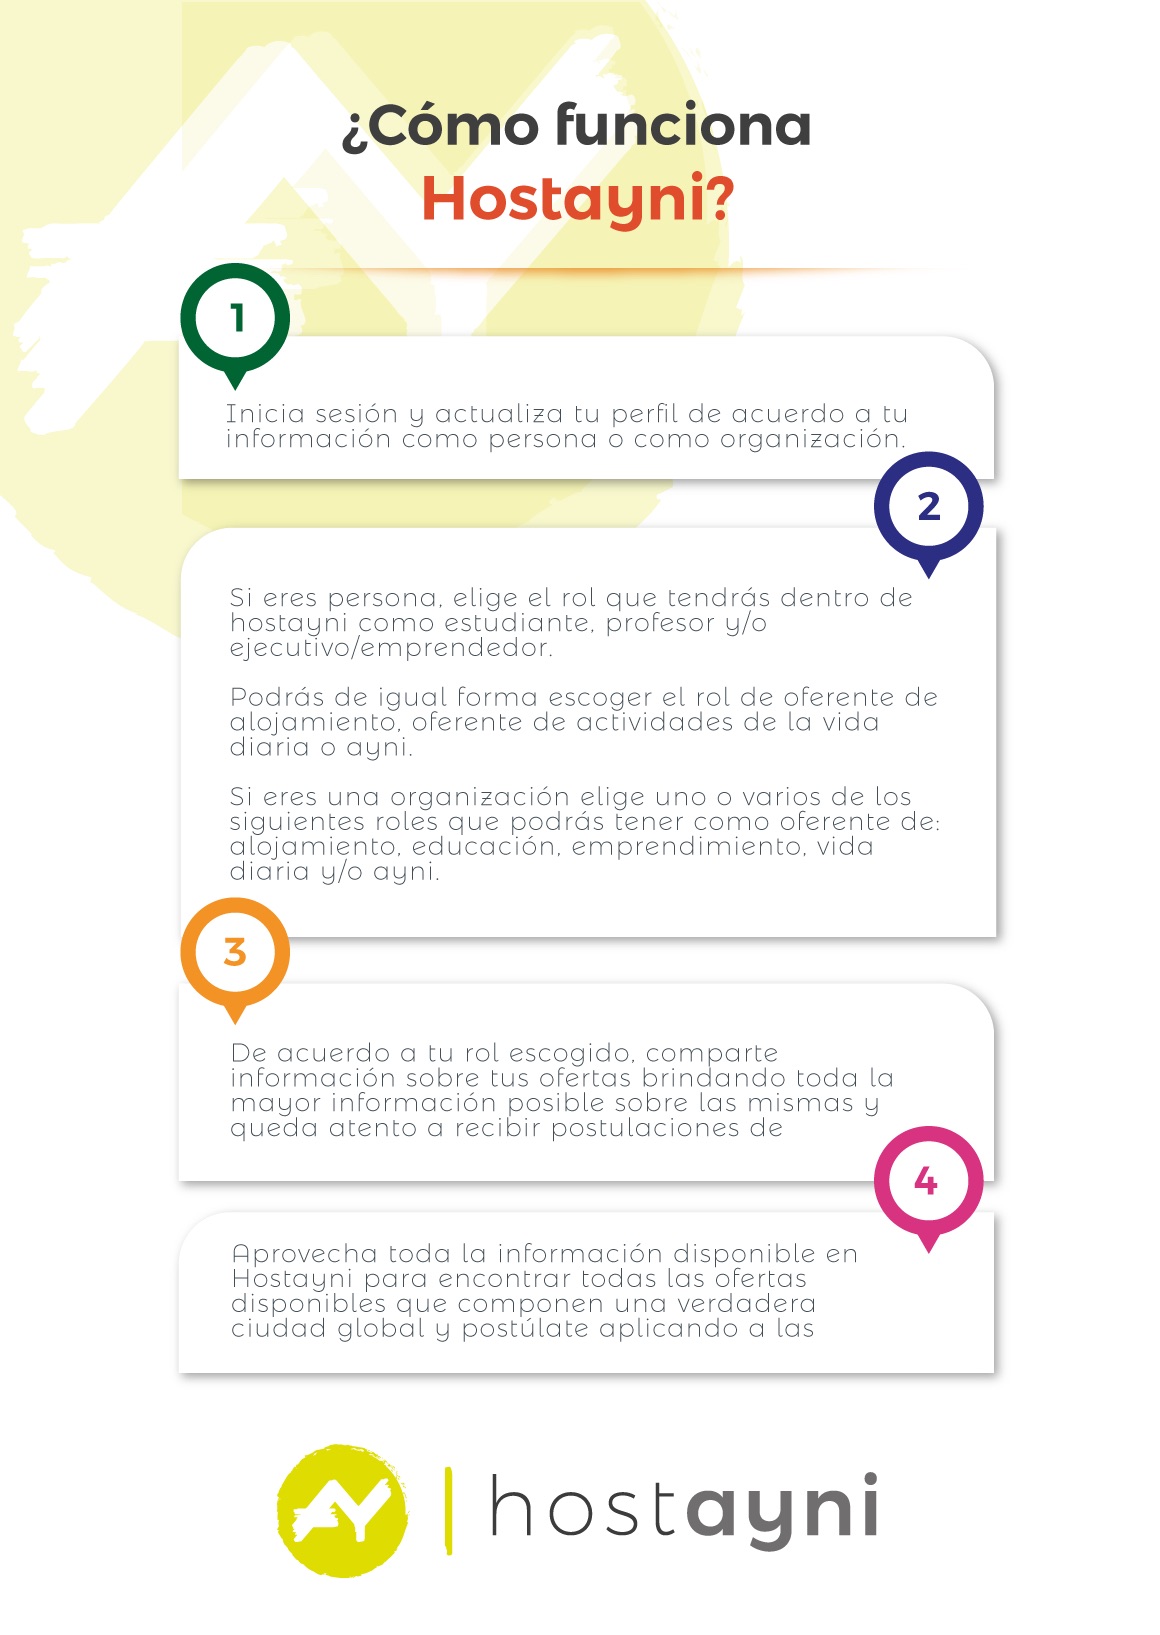 ¿Cómo funciona
Hostayni?
1
Inicia sesión y actualiza tu perfil de acuerdo a tu
información como persona o como organización.
2
Si eres persona, elige el rol que tendrás dentro de
hostayni como estudiante, profesor y/o
ejecutivo/emprendedor.
Podrás de igual forma escoger el rol de oferente de
alojamiento, oferente de actividades de la vida
diaria o ayni.
Si eres una organización elige uno o varios de los
siguientes roles que podrás tener como oferente de:
alojamiento, educación, emprendimiento, vida
diaria y/o ayni.
3
De acuerdo a tu rol escogido, comparte
información sobre tus ofertas brindando toda la
mayor información posible sobre las mismas y
queda atento a recibir postulaciones de
4
Aprovecha toda la información disponible en
Hostayni para encontrar todas las ofertas
disponibles que componen una verdadera
ciudad global y postúlate aplicando a las
AY | hostayni